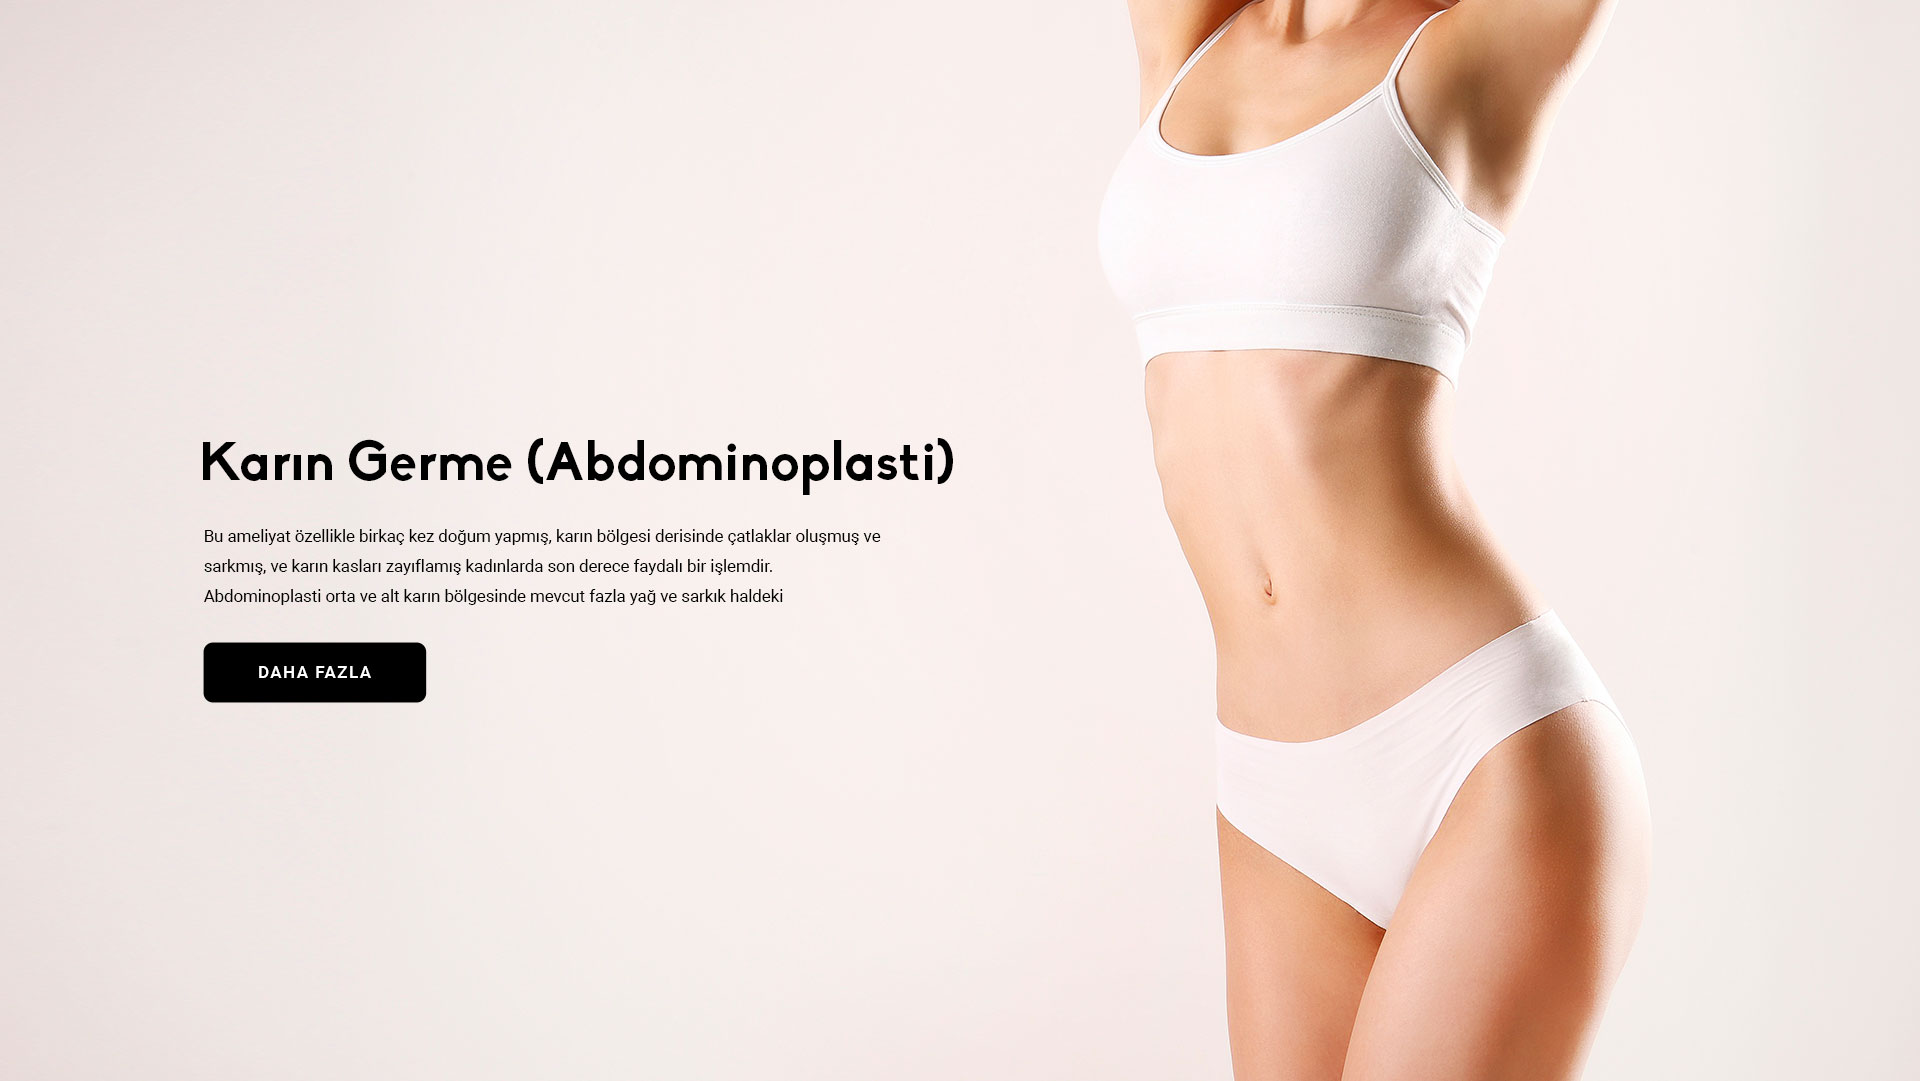 Karın Germe (Abdominoplasti)
Bu ameliyat özellikle birkaç kez doğum yapmış, karın bölgesi derisinde çatlaklar oluşmuş ve
sarkmış, ve karın kasları zayıflamış kadınlarda son derece faydalı bir işlemdir.
Abdominoplasti orta ve alt karın bölgesinde mevcut fazla yağ ve sarkık haldeki
DAHA FAZLA